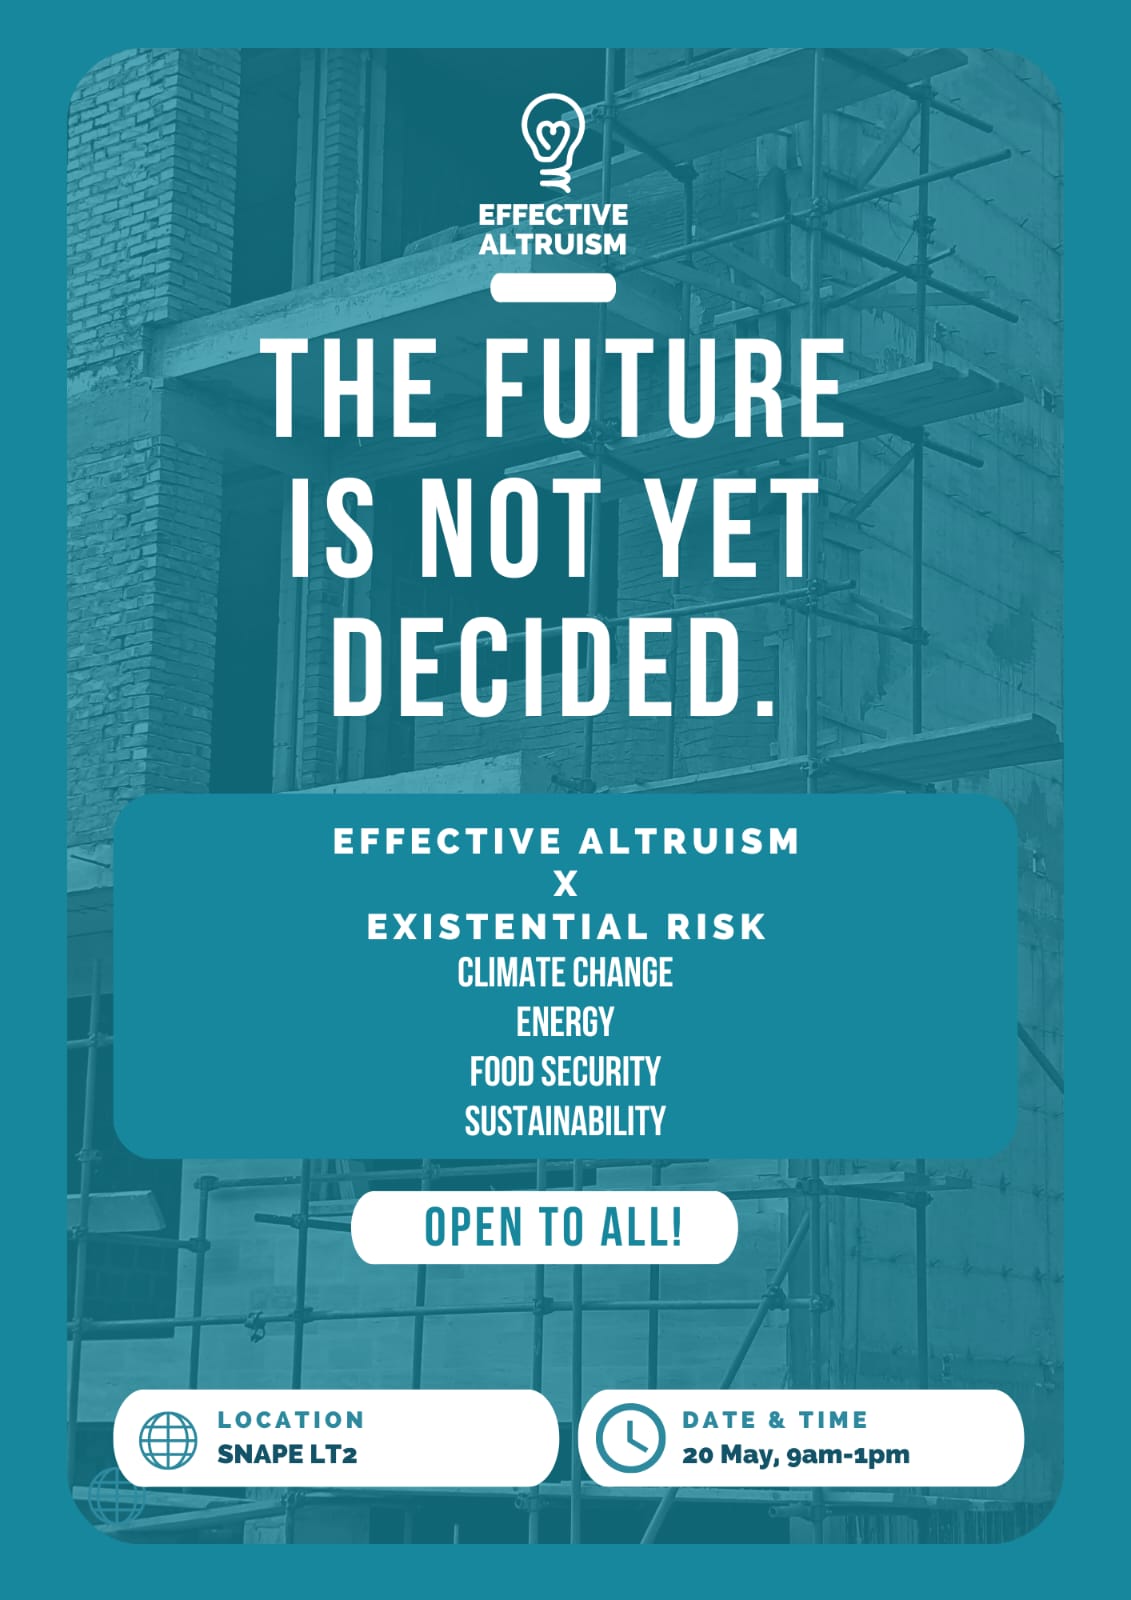 EFFECTIVE
ALTRUISM
THE FUTURE
IS NOT YET
DECIDED.
EFFECTIVE ALTRUISM
X
EXISTENTIAL RISK
CLIMATE CHANGE
ENERGY
FOOD SECURITY
SUSTAINABILITY
OPEN TO ALL!
LOCATION
SNAPE LT2
DATE & TIME
20 May, 9am-1pm